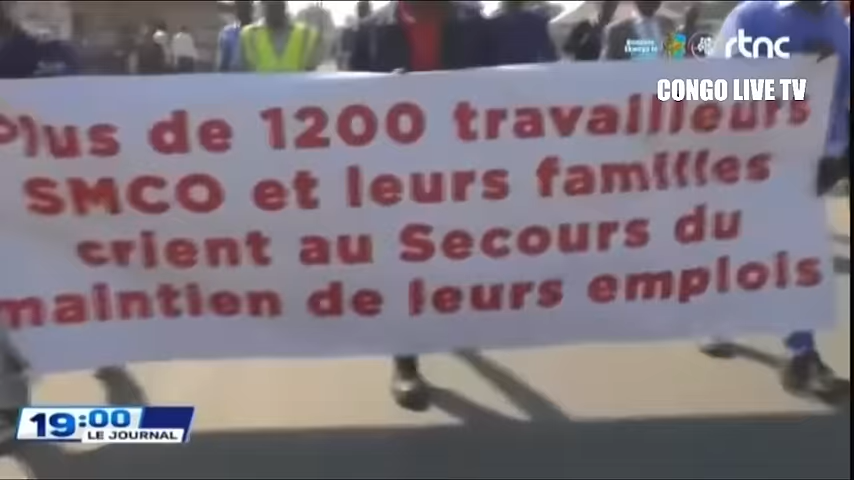 rtnc
CONGO LIVE TV
Plus de 1200 travailleurs
SMCO et leurs familles
crient au Secours du
maintien de leurs emplois
19:00
LE JOURNAL